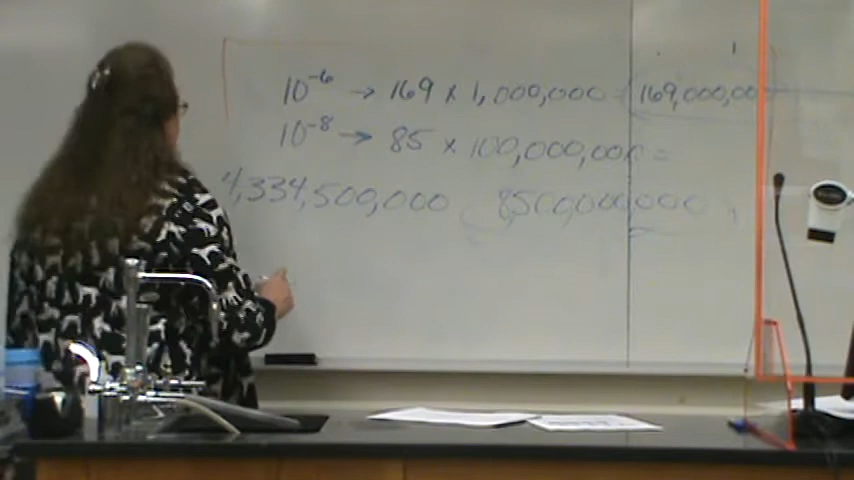 10^-6 → 169 x 1,000,000 = 169,000,00
10^-8 → 85 x 100,000,000 =
4,334,500,000 8,500,000,000